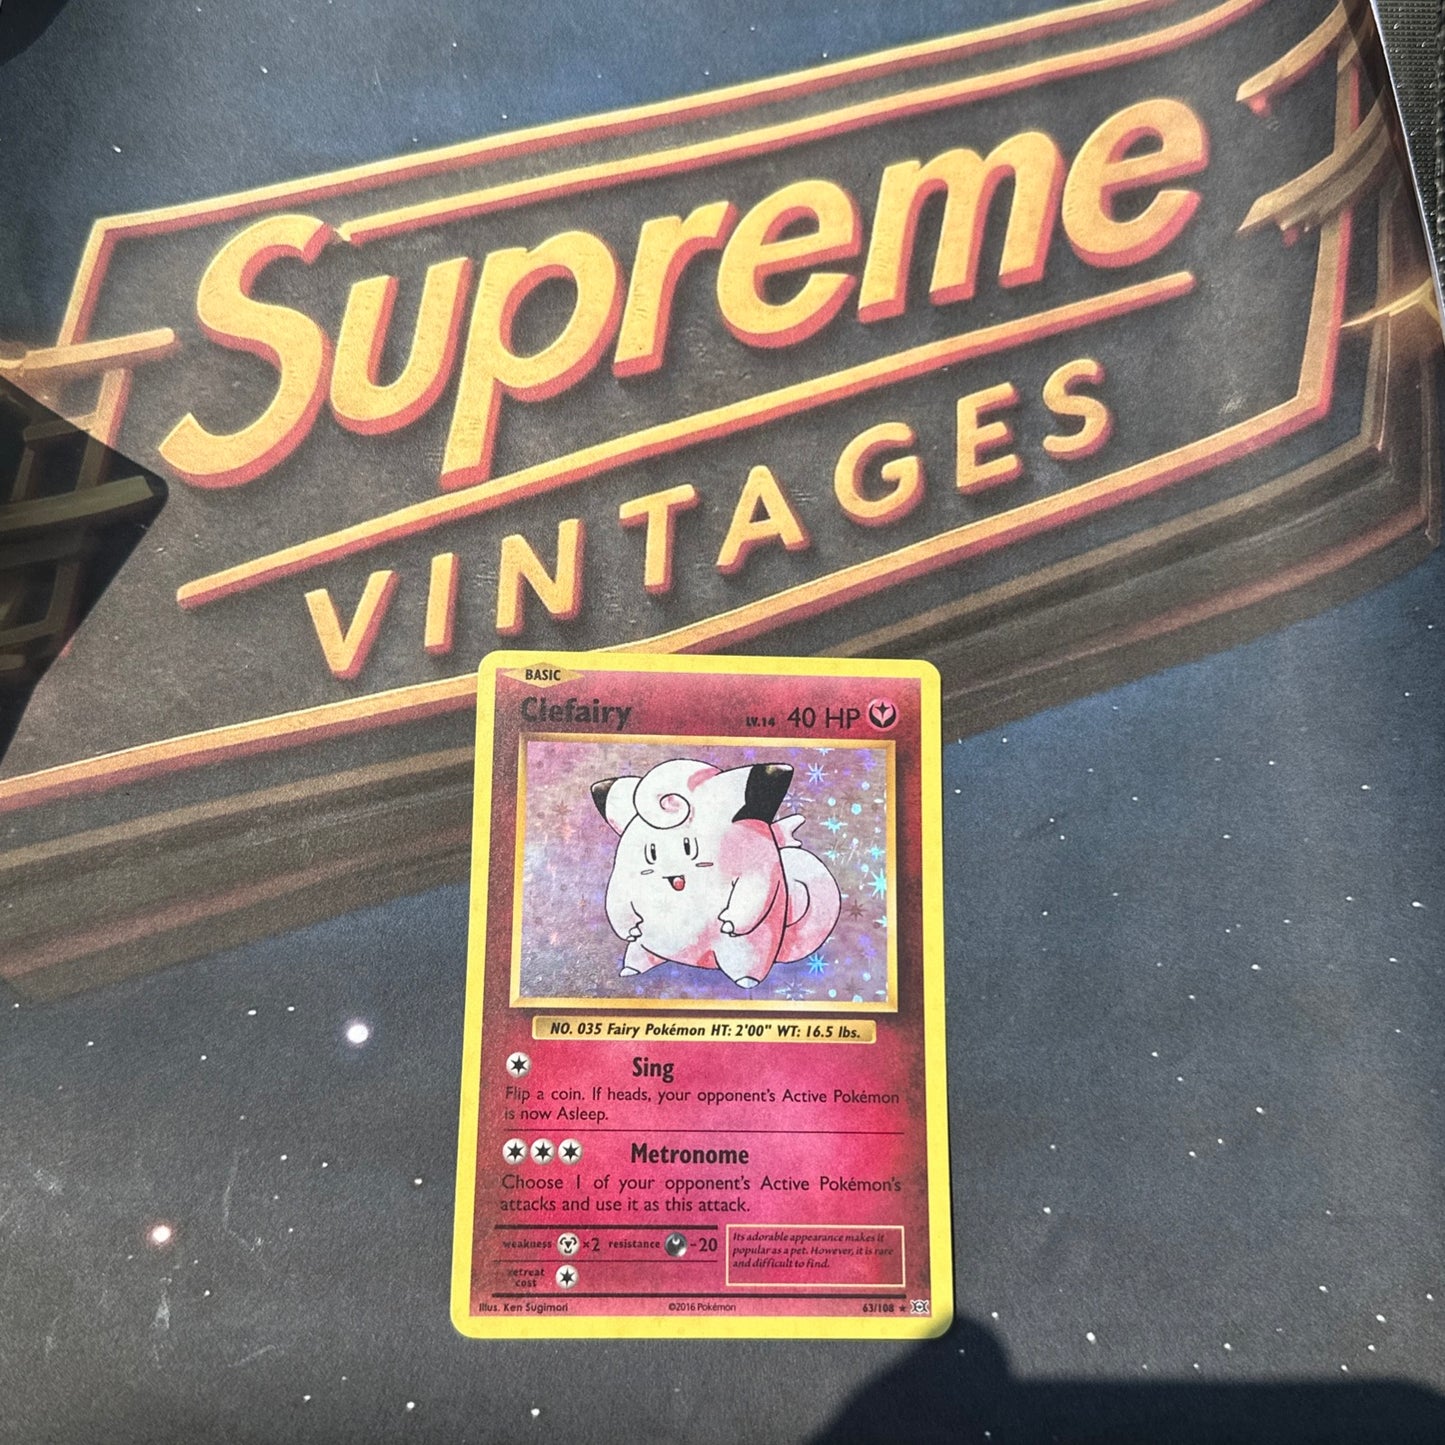 Supreme
VINTAGES
BASIC
Clefairy LV.14 40 HP
NO. 035 Fairy Pokémon HT: 2'00" WT: 16.5 lbs.
Sing
Flip a coin. If heads, your opponent's Active Pokémon
is now Asleep.
Metronome
Choose 1 of your opponent's Active Pokémon's
attacks and use it as this attack.
weakness ×2 resistance -20
retreat
cost
Its adorable appearance makes it
popular as a pet. However, it is rare
and difficult to find.
Illus. Ken Sugimori ©2016 Pokémon 63/108 ★